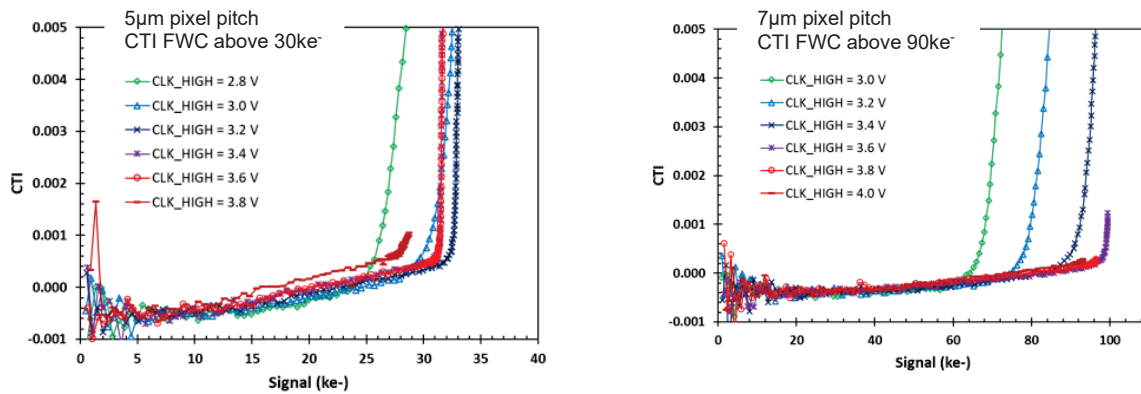 5µm pixel pitch
CTI FWC above 30ke-
0.005
0.004
0.003
0.002
0.001
0.000
-0.001
CTI
CLK_HIGH = 2.8 V
CLK_HIGH = 3.0 V
CLK_HIGH = 3.2 V
CLK_HIGH = 3.4 V
CLK_HIGH = 3.6 V
CLK_HIGH = 3.8 V
0 5 10 15 20 25 30 35 40
Signal (ke-)
7µm pixel pitch
CTI FWC above 90ke-
0.005
0.004
0.003
0.002
0.001
0.000
-0.001
CTI
CLK_HIGH = 3.0 V
CLK_HIGH = 3.2 V
CLK_HIGH = 3.4 V
CLK_HIGH = 3.6 V
CLK_HIGH = 3.8 V
CLK_HIGH = 4.0 V
0 20 40 60 80 100
Signal (ke-)